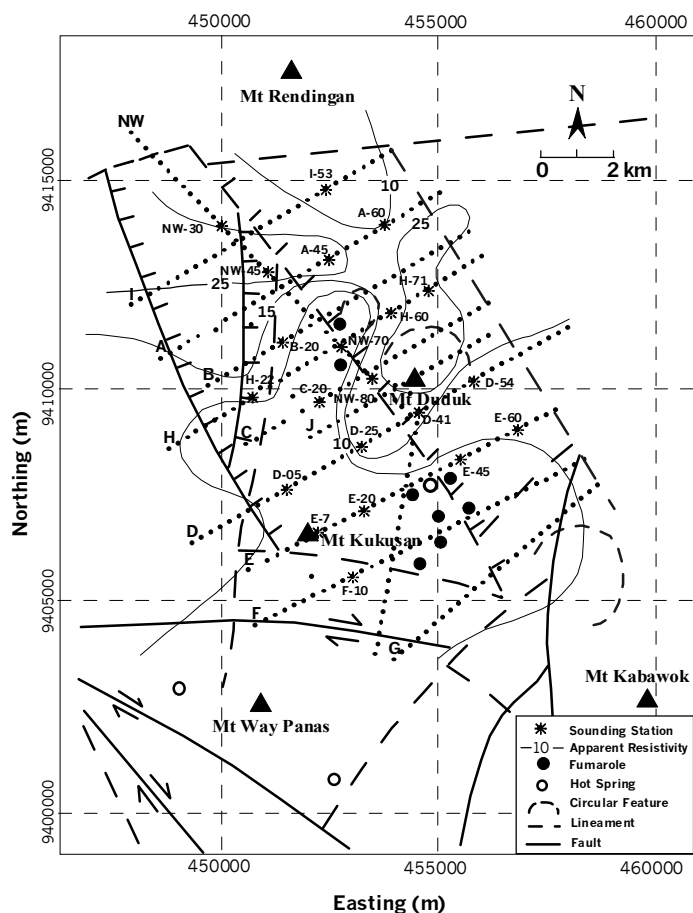 450000 455000 460000
Mt Rendingan
N
0 2 km
NW
I-53
10
A-60
25
9415000
NW-30
A-45
NW-45
25
H-71
I
15
H-60
A
B-20
NW-70
B
H-22
C-20
NW-80
Mt Duduk
D-54
9410000
H
C
J
D-41
D-25
10
E-60
E-45
D-05
E-20
D
E-7
Mt Kukusan
E
F-10
F
G
9405000
Mt Kabawok
Mt Way Panas
9400000
Sounding Station
10 Apparent Resistivity
Fumarole
Hot Spring
Circular Feature
Lineament
Fault
450000 455000 460000
Easting (m)
Northing (m)